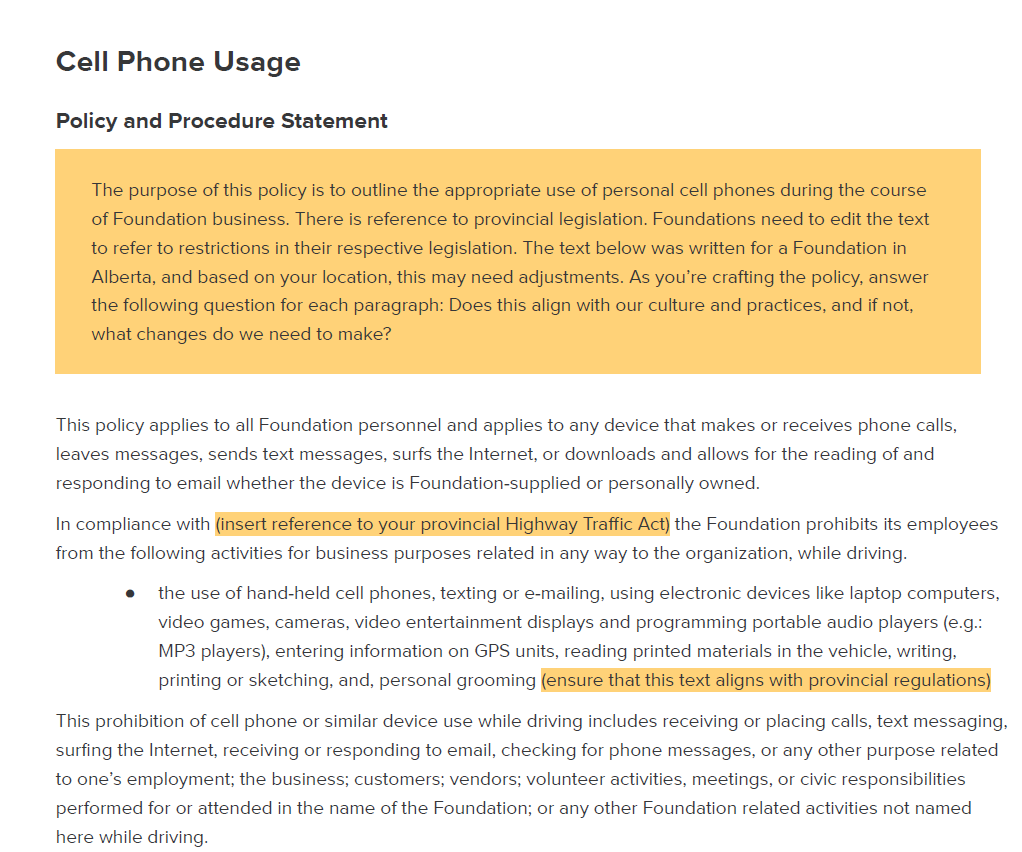 Cell Phone Usage
Policy and Procedure Statement
The purpose of this policy is to outline the appropriate use of personal cell phones during the course
of Foundation business. There is reference to provincial legislation. Foundations need to edit the text
to refer to restrictions in their respective legislation. The text below was written for a Foundation in
Alberta, and based on your location, this may need adjustments. As you’re crafting the policy, answer
the following question for each paragraph: Does this align with our culture and practices, and if not,
what changes do we need to make?
This policy applies to all Foundation personnel and applies to any device that makes or receives phone calls,
leaves messages, sends text messages, surfs the Internet, or downloads and allows for the reading of and
responding to email whether the device is Foundation-supplied or personally owned.
In compliance with (insert reference to your provincial Highway Traffic Act) the Foundation prohibits its employees
from the following activities for business purposes related in any way to the organization, while driving.
● the use of hand-held cell phones, texting or e-mailing, using electronic devices like laptop computers,
video games, cameras, video entertainment displays and programming portable audio players (e.g.:
MP3 players), entering information on GPS units, reading printed materials in the vehicle, writing,
printing or sketching, and, personal grooming (ensure that this text aligns with provincial regulations)
This prohibition of cell phone or similar device use while driving includes receiving or placing calls, text messaging,
surfing the Internet, receiving or responding to email, checking for phone messages, or any other purpose related
to one’s employment; the business; customers; vendors; volunteer activities, meetings, or civic responsibilities
performed for or attended in the name of the Foundation; or any other Foundation related activities not named
here while driving.